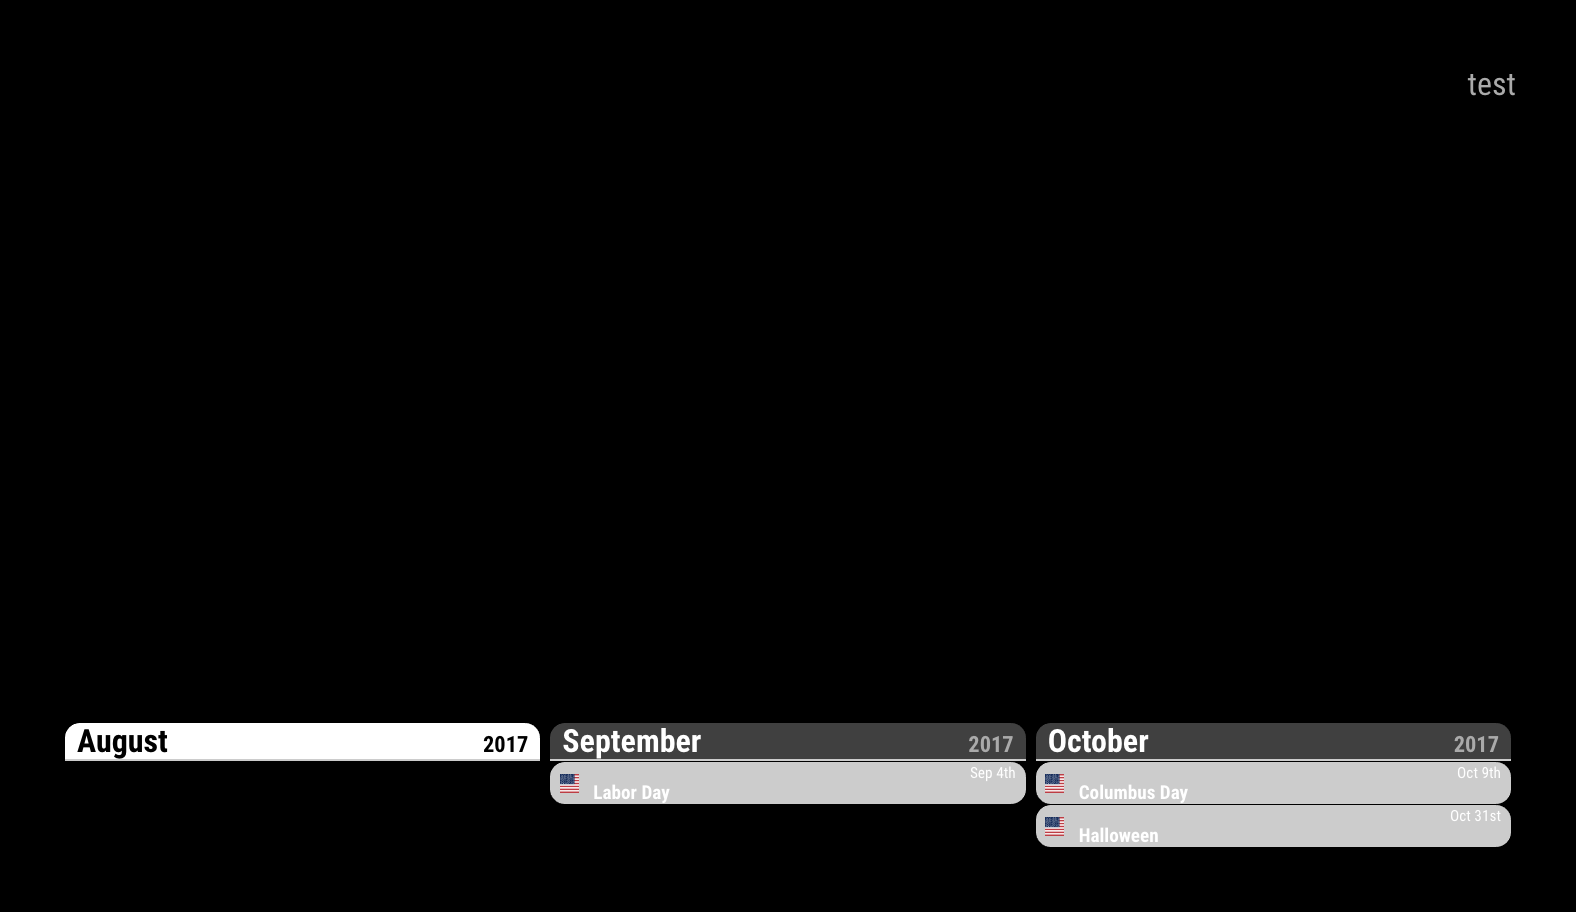 test
August 2017
September 2017
October 2017
Sep 4th
Labor Day
Oct 9th
Columbus Day
Oct 31st
Halloween